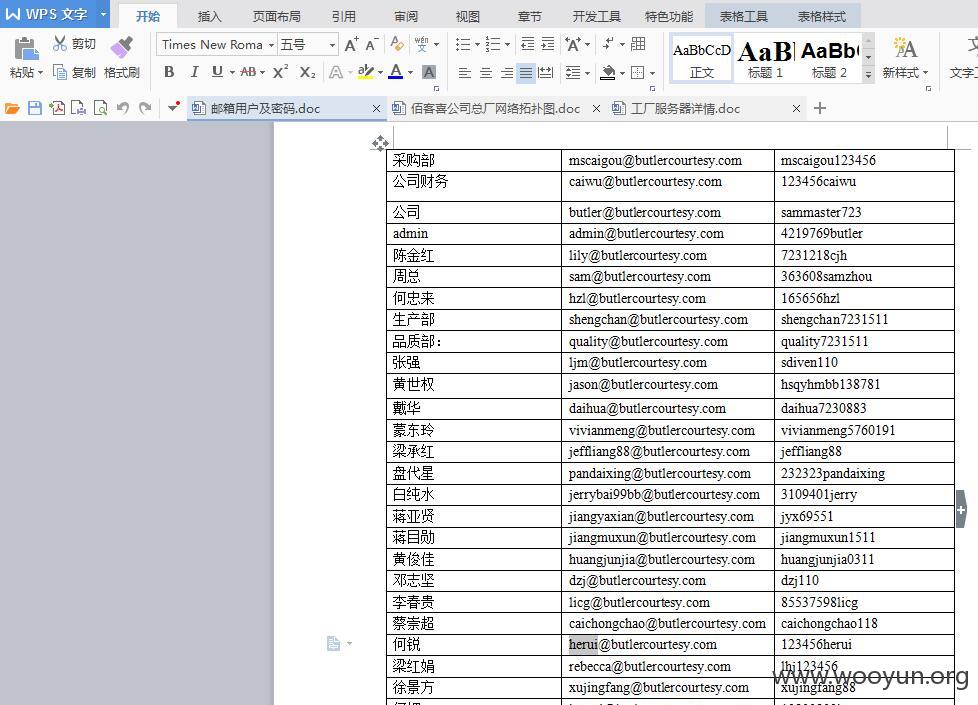 WPS 文字
开始 插入 页面布局 引用 审阅 视图 章节 开发工具 特色功能 表格工具 表格样式
剪切
粘贴 复制 格式刷
Times New Roma 五号
AaBbCcD AaB AaBb
正文 标题 1 标题 2 新样式
邮箱用户及密码.doc 佰客喜公司总厂网络拓扑图.doc 工厂服务器详情.doc
采购部 mscaigou@butlercourtesy.com mscaigou123456
公司财务 caiwu@butlercourtesy.com 123456caiwu
公司 butler@butlercourtesy.com sammaster723
admin admin@butlercourtesy.com 4219769butler
陈金红 lily@butlercourtesy.com 7231218cjh
周总 sam@butlercourtesy.com 363608samzhou
何忠来 hzl@butlercourtesy.com 165656hzl
生产部 shengchan@butlercourtesy.com shengchan7231511
品质部： quality@butlercourtesy.com quality7231511
张强 ljm@butlercourtesy.com sdiven110
黄世权 jason@butlercourtesy.com hsqyhmbb138781
戴华 daihua@butlercourtesy.com daihua7230883
蒙东玲 vivianmeng@butlercourtesy.com vivianmeng5760191
梁承红 jeffliang88@butlercourtesy.com jeffliang88
盘代星 pandaixing@butlercourtesy.com 232323pandaixing
白纯水 jerrybai99bb@butlercourtesy.com 3109401jerry
蒋亚贤 jiangyaxian@butlercourtesy.com jyx69551
蒋目勋 jiangmuxun@butlercourtesy.com jiangmuxun1511
黄俊佳 huangjunjia@butlercourtesy.com huangjunjia0311
邓志坚 dzj@butlercourtesy.com dzj110
李春贵 licg@butlercourtesy.com 85537598licg
蔡崇超 caichongchao@butlercourtesy.com caichongchao118
何锐 herui@butlercourtesy.com 123456herui
梁红娟 rebecca@butlercourtesy.com lhj123456
www.wooyun.org
徐景方 xujingfang@butlercourtesy.com xujingfang88